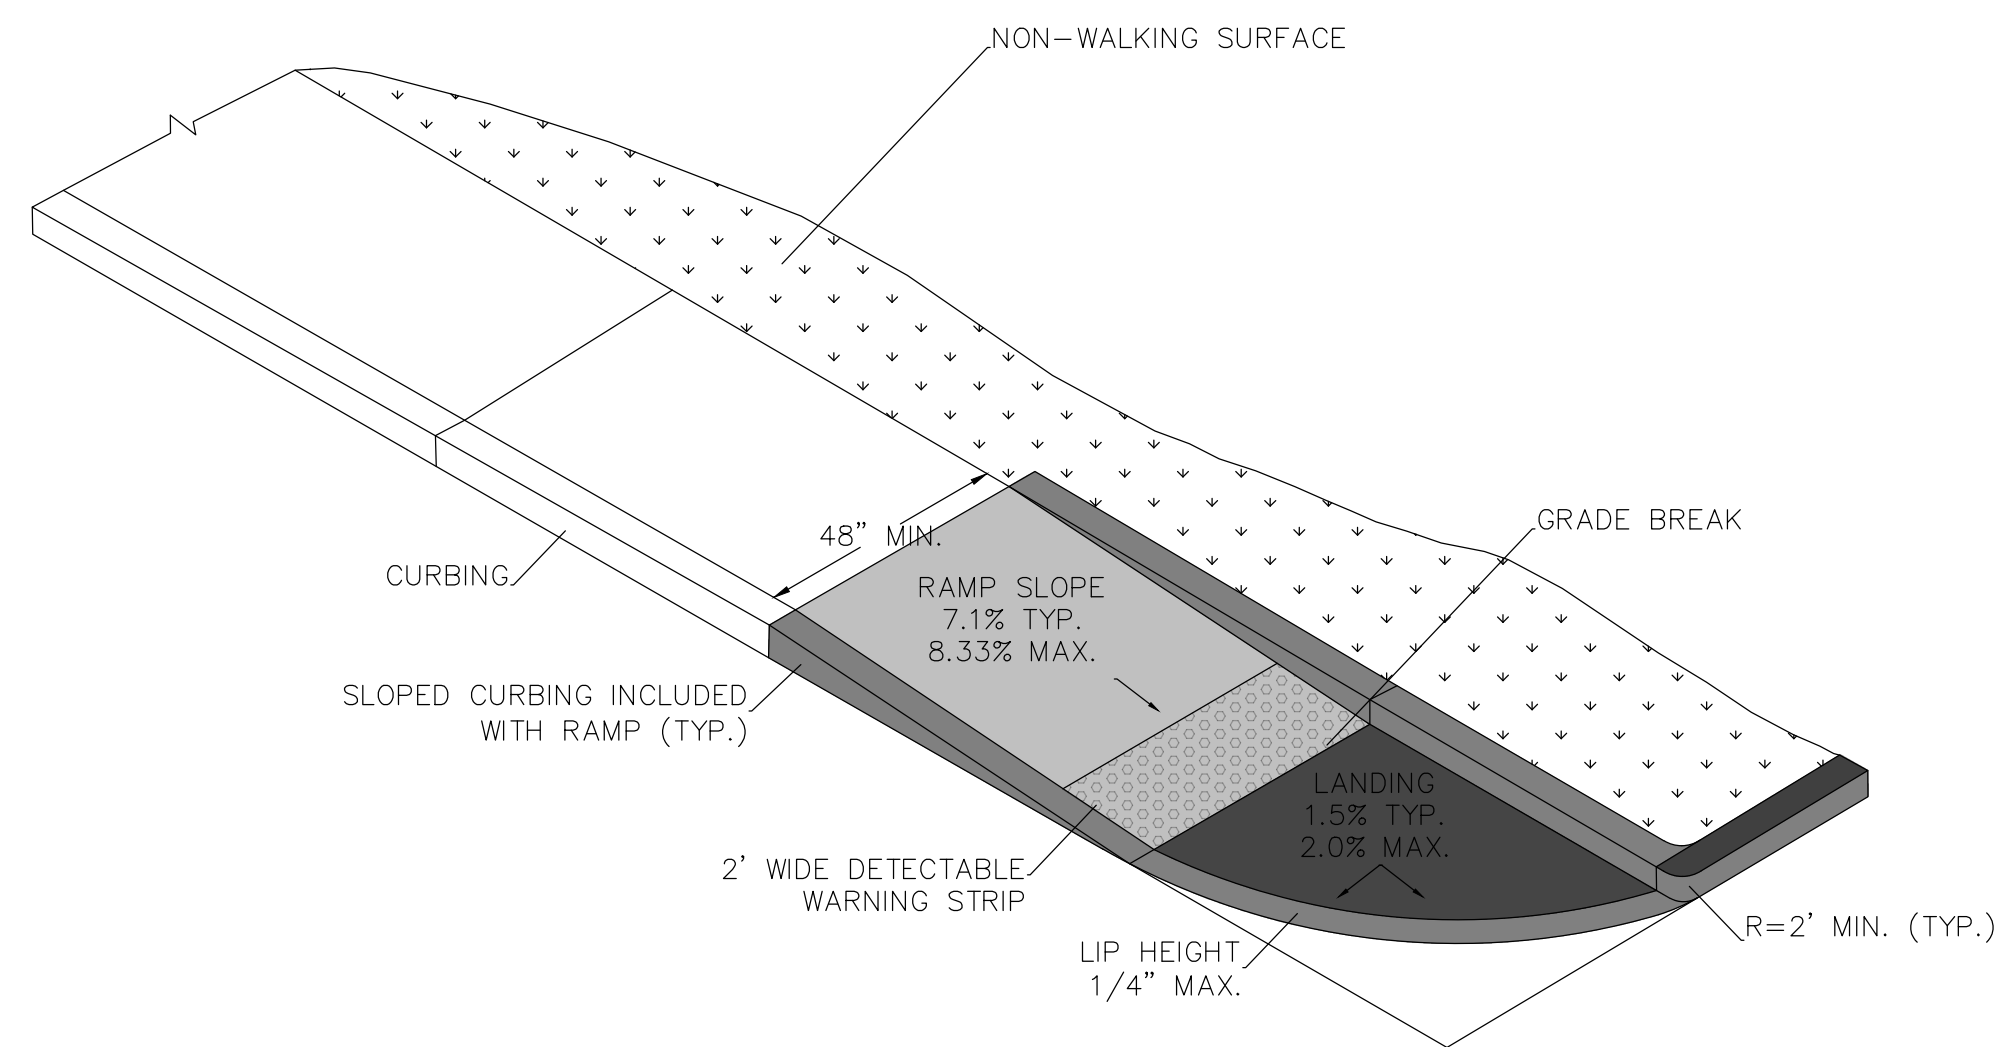 NON-WALKING SURFACE
GRADE BREAK
48" MIN.
CURBING
RAMP SLOPE
7.1% TYP.
8.33% MAX.
SLOPED CURBING INCLUDED
WITH RAMP (TYP.)
LANDING
1.5% TYP.
2.0% MAX.
2' WIDE DETECTABLE
WARNING STRIP
R=2' MIN. (TYP.)
LIP HEIGHT
1/4" MAX.